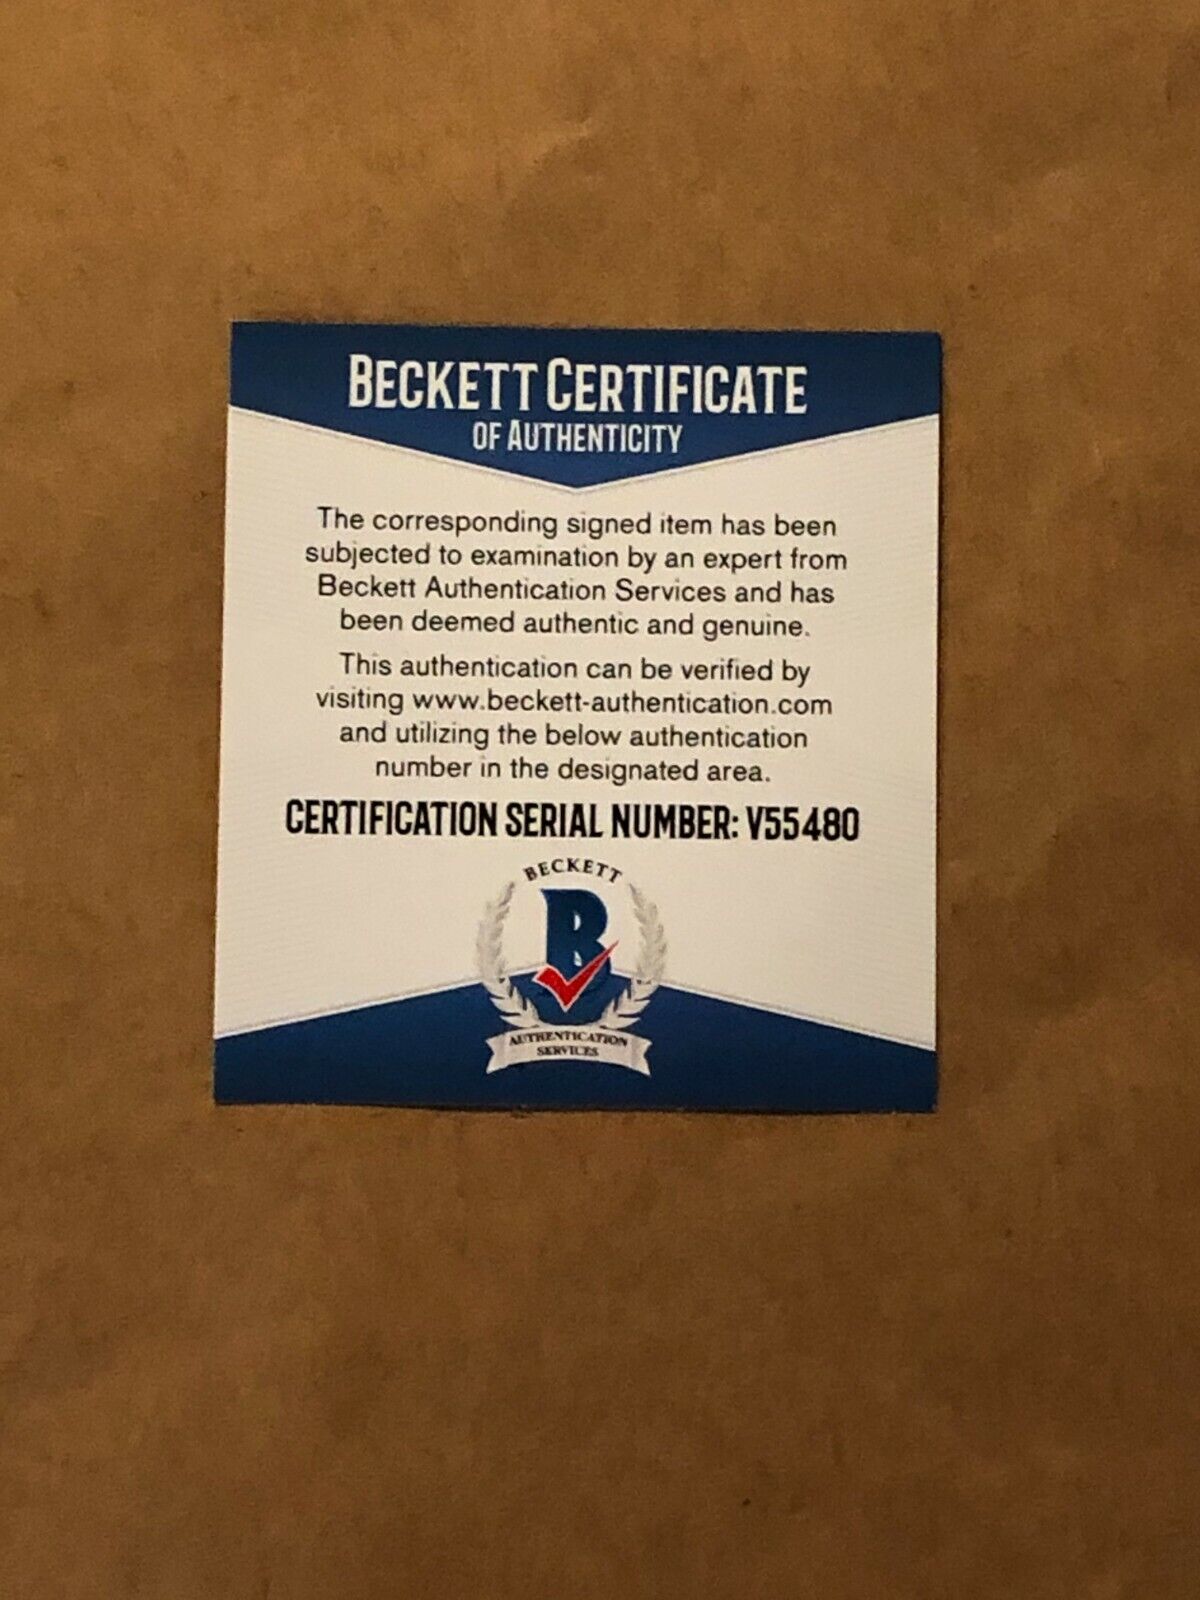 BECKETT CERTIFICATE
OF AUTHENTICITY
The corresponding signed item has been
subjected to examination by an expert from
Beckett Authentication Services and has
been deemed authentic and genuine.
This authentication can be verified by
visiting www.beckett-authentication.com
and utilizing the below authentication
number in the designated area.
CERTIFICATION SERIAL NUMBER: V55480
BECKETT
B
AUTHENTICATION
SERVICES